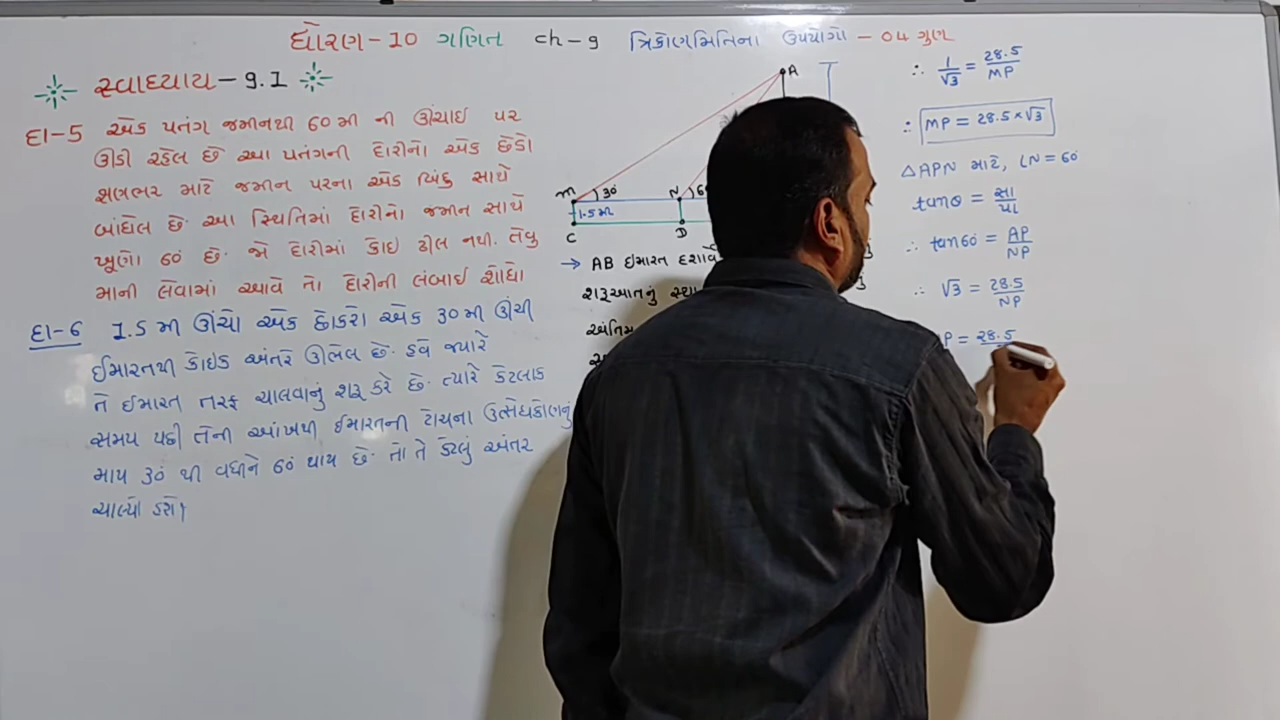 ધોરણ-10 ગણિત ch-9 ત્રિકોણમિતિના ઉપયોગો - 04 ગુણ
સ્વાધ્યાય-9.1
દા-5 એક પતંગ જમીનથી 60 મી ની ઊંચાઈ પર
ઊડી રહેલ છે આ પતંગની દોરીનો એક છેડો
પળભર માટે જમીન પરના એક બિંદુ સાથે
બાંધેલ છે. આ સ્થિતિમાં દોરીનો જમીન સાથે
ખૂણો 60° છે. જો દોરીમાં કોઇ ઢીલ નથી. તેવુ
માની લેવામાં આવે તો દોરીની લંબાઇ શોધો
દા-6 1.5 મી ઊંચો એક છોકરો એક 30 મી ઊંચી
ઈમારતથી કોઇક અંતરે ઊભેલ છે. હવે જ્યારે
તે ઈમારત તરફ ચાલવાનું શરૂ કરે છે. ત્યારે કેટલાક
સમય પછી તેની આંખથી ઈમારતની ટોચના ઉત્સેધકોણનું
માપ 30° થી વધીને 60° થાય છે. તો તે કેટલું અંતર
ચાલ્યો હશે?
A
M 30° N
1.5 મી
C D
→ AB ઇમારત દર્શાવે
શરૂઆતનું
∴ 1/√3 = 28.5/MP
∴ MP = 28.5×√3
△APN માટે, ∠N = 60°
tanθ = સા/પા
∴ tan60° = AP/NP
∴ √3 = 28.5/NP
P = 28.5